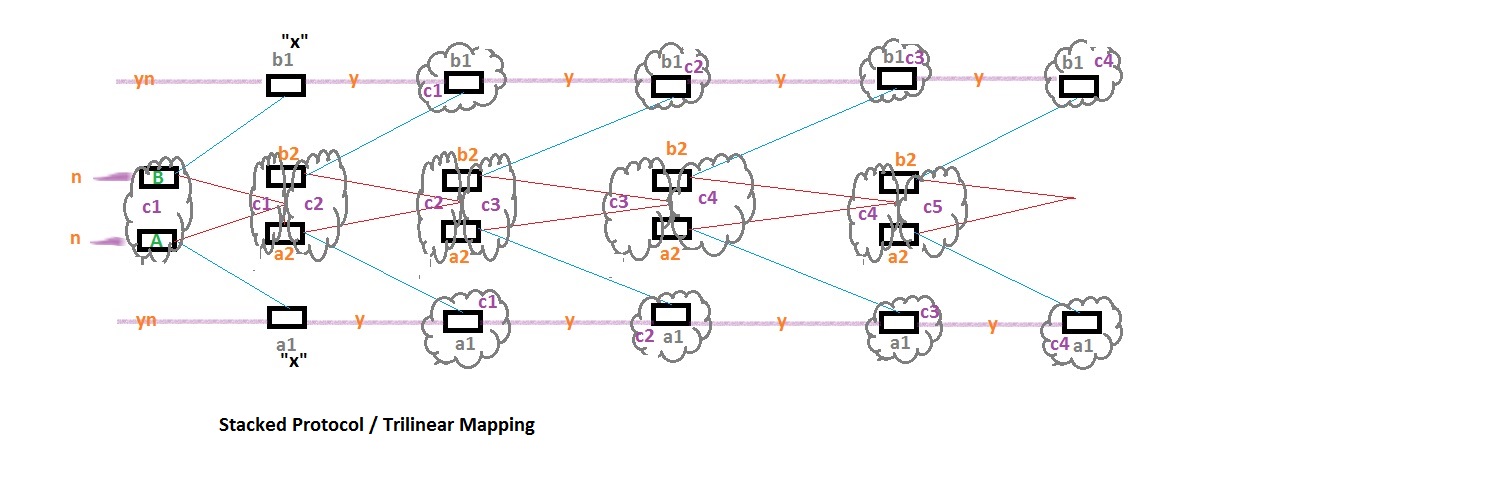 "x"
b1
b1
b1 c2
b1 c3
b1 c4
yn
y
c1
y
y
y
b2
b2
b2
b2
n
B
c1
c1
c2
c2
c3
c3
c4
c4
c5
n
A
a2
a2
a2
a2
c1
c3
yn
y
y
y
y
a1
a1
c2 a1
a1
c4 a1
"x"
Stacked Protocol / Trilinear Mapping